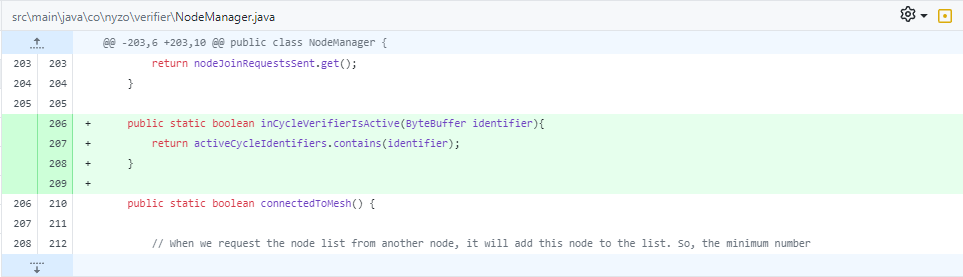 src\main\java\co\nyzo\verifier\NodeManager.java
@@ -203,6 +203,10 @@ public class NodeManager {
203 203 return nodeJoinRequestsSent.get();
204 204 }
205 205
206 + public static boolean inCycleVerifierIsActive(ByteBuffer identifier){
207 + return activeCycleIdentifiers.contains(identifier);
208 + }
209 +
206 210 public static boolean connectedToMesh() {
207 211
208 212 // When we request the node list from another node, it will add this node to the list. So, the minimum number